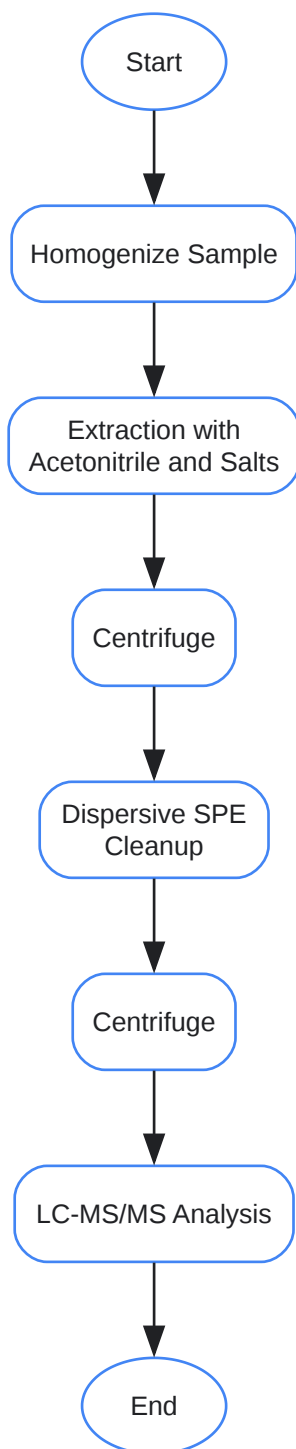 Start
Homogenize Sample
Extraction with
Acetonitrile and Salts
Centrifuge
Dispersive SPE
Cleanup
Centrifuge
LC-MS/MS Analysis
End